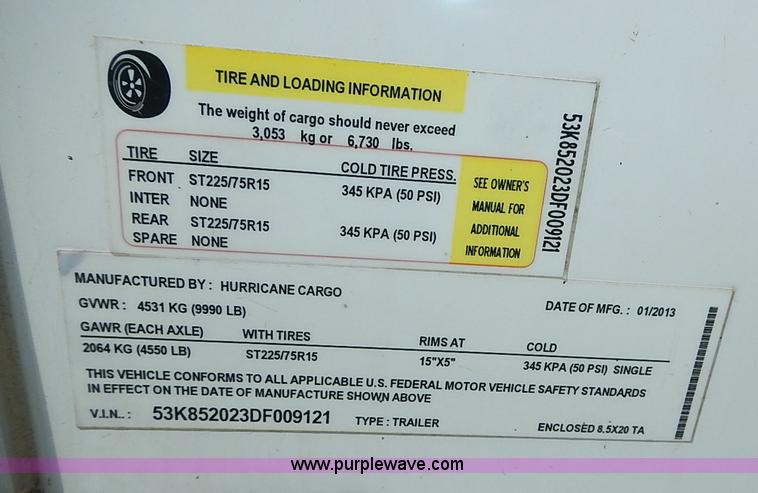 TIRE AND LOADING INFORMATION
The weight of cargo should never exceed
3,053 kg or 6,730 lbs.
TIRE SIZE COLD TIRE PRESS.
FRONT ST225/75R15 345 KPA (50 PSI)
INTER NONE
REAR ST225/75R15 345 KPA (50 PSI)
SPARE NONE
SEE OWNER'S
MANUAL FOR
ADDITIONAL
INFORMATION
53K852023DF009121
MANUFACTURED BY: HURRICANE CARGO
DATE OF MFG. : 01/2013
GVWR: 4531 KG (9990 LB)
GAWR (EACH AXLE) WITH TIRES RIMS AT COLD
2064 KG (4550 LB) ST225/75R15 15"X5" 345 KPA (50 PSI) SINGLE
THIS VEHICLE CONFORMS TO ALL APPLICABLE U.S. FEDERAL MOTOR VEHICLE SAFETY STANDARDS
IN EFFECT ON THE DATE OF MANUFACTURE SHOWN ABOVE
V.I.N..: 53K852023DF009121 TYPE: TRAILER ENCLOSED 8.5X20 TA
www.purplewave.com